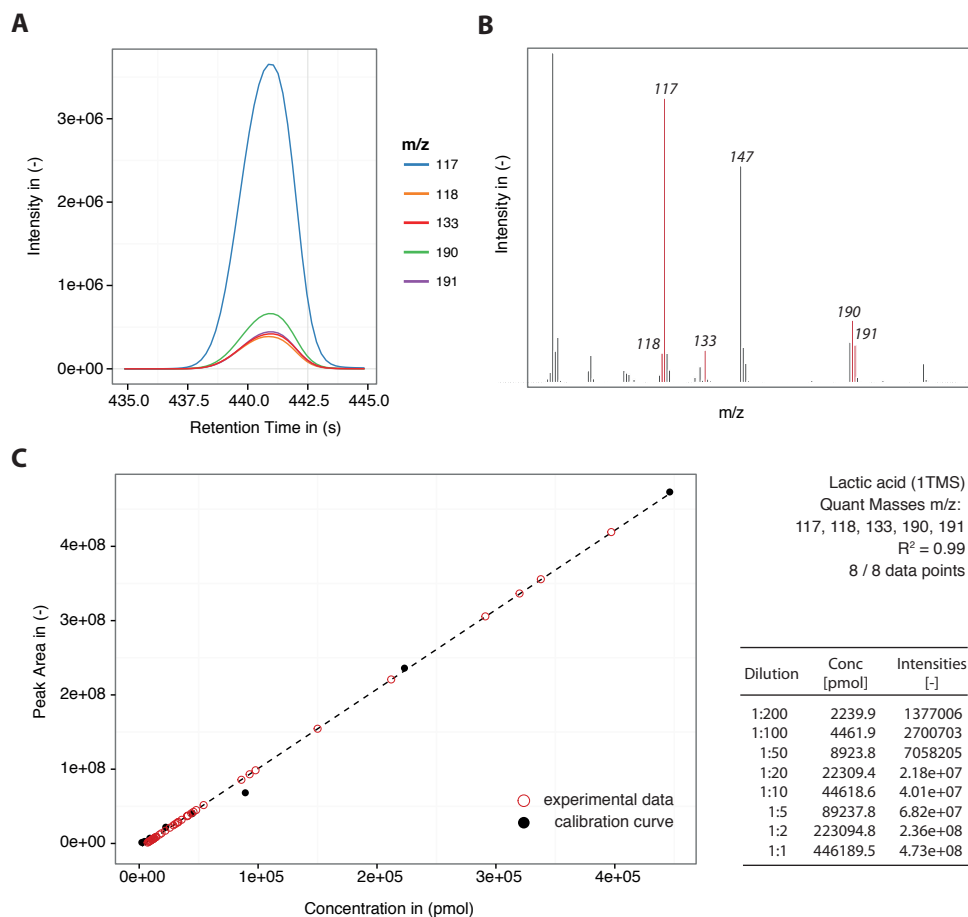 A
Intensity in (-)
3e+06
2e+06
1e+06
0e+00
435.0 437.5 440.0 442.5 445.0
Retention Time in (s)
m/z
117
118
133
190
191
B
Intensity in (-)
117
147
118
133
190
191
m/z
C
Peak Area in (-)
4e+08
3e+08
2e+08
1e+08
0e+00
0e+00 1e+05 2e+05 3e+05 4e+05
Concentration in (pmol)
experimental data
calibration curve
Lactic acid (1TMS)
Quant Masses m/z:
117, 118, 133, 190, 191
R² = 0.99
8 / 8 data points
Dilution Conc [pmol] Intensities [-]
1:200 2239.9 1377006
1:100 4461.9 2700703
1:50 8923.8 7058205
1:20 22309.4 2.18e+07
1:10 44618.6 4.01e+07
1:5 89237.8 6.82e+07
1:2 223094.8 2.36e+08
1:1 446189.5 4.73e+08